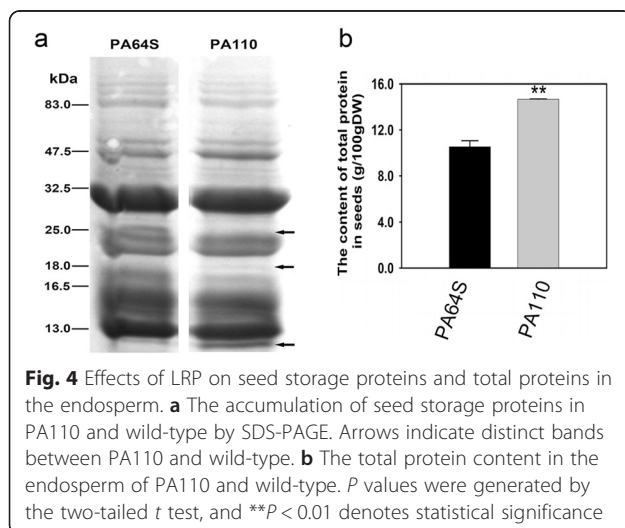 a
PA64S PA110
kDa
83.0
47.5
32.5
25.0
18.0
16.5
13.0
b
The content of total protein
in seeds (g/100gDW)
16.0
12.0
8.0
4.0
0.0
**
PA64S
PA110
Fig. 4 Effects of LRP on seed storage proteins and total proteins in
the endosperm. a The accumulation of seed storage proteins in
PA110 and wild-type by SDS-PAGE. Arrows indicate distinct bands
between PA110 and wild-type. b The total protein content in the
endosperm of PA110 and wild-type. P values were generated by
the two-tailed t test, and **P < 0.01 denotes statistical significance